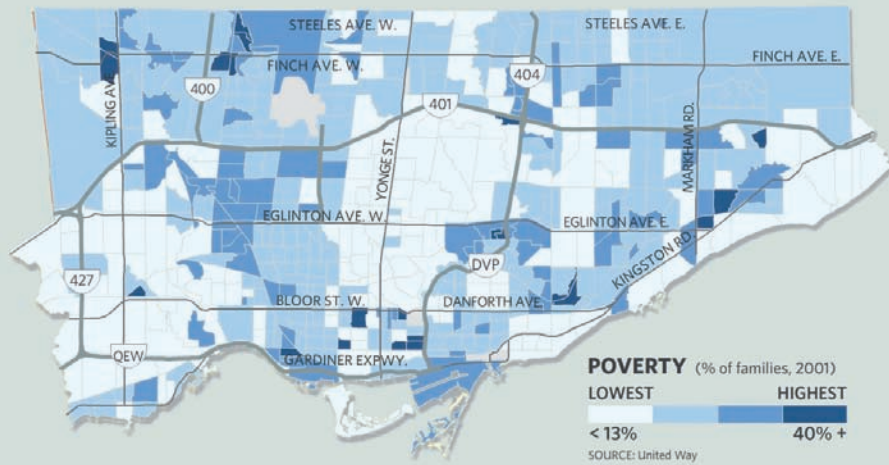 STEELES AVE. W.
STEELES AVE. E.
FINCH AVE. W.
FINCH AVE. E.
KIPLING AVE.
400
404
401
YONGE ST.
MARKHAM RD.
EGLINTON AVE. W.
EGLINTON AVE. E.
KINGSTON RD.
DVP
427
BLOOR ST. W.
DANFORTH AVE.
QEW
GARDINER EXPWY.
POVERTY (% of families, 2001)
LOWEST HIGHEST
< 13% 40% +
SOURCE: United Way